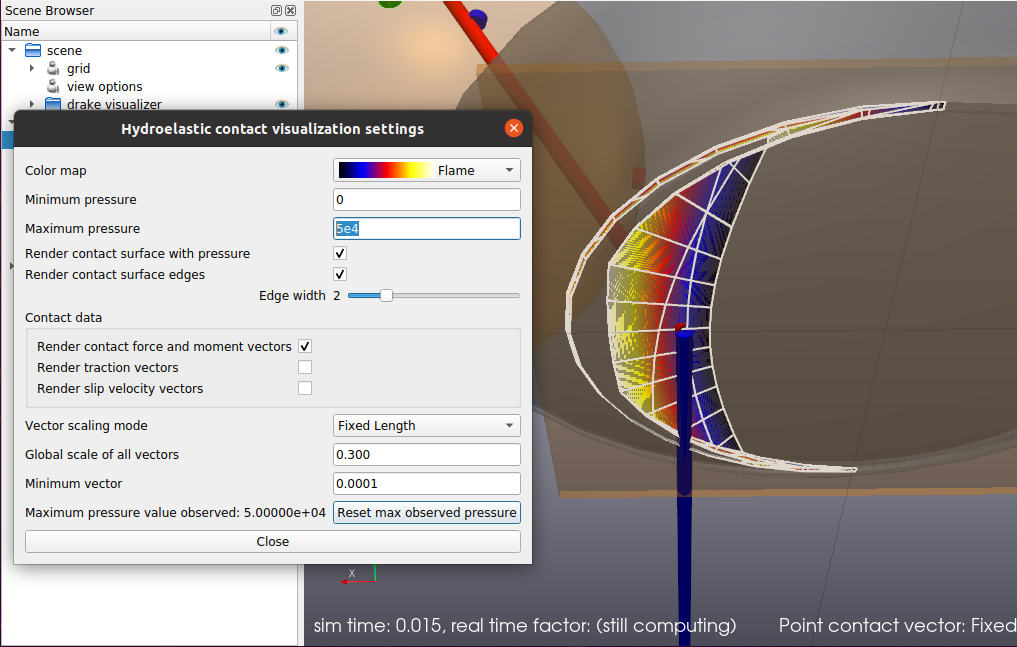 Scene Browser
Name
scene
grid
view options
drake visualizer
Hydroelastic contact visualization settings
Color map
Flame
Minimum pressure
0
Maximum pressure
5e4
Render contact surface with pressure
Render contact surface edges
Edge width 2
Contact data
Render contact force and moment vectors
Render traction vectors
Render slip velocity vectors
Vector scaling mode
Fixed Length
Global scale of all vectors
0.300
Minimum vector
0.0001
Maximum pressure value observed: 5.00000e+04
Reset max observed pressure
Close
X
sim time: 0.015, real time factor: (still computing)
Point contact vector: Fixed